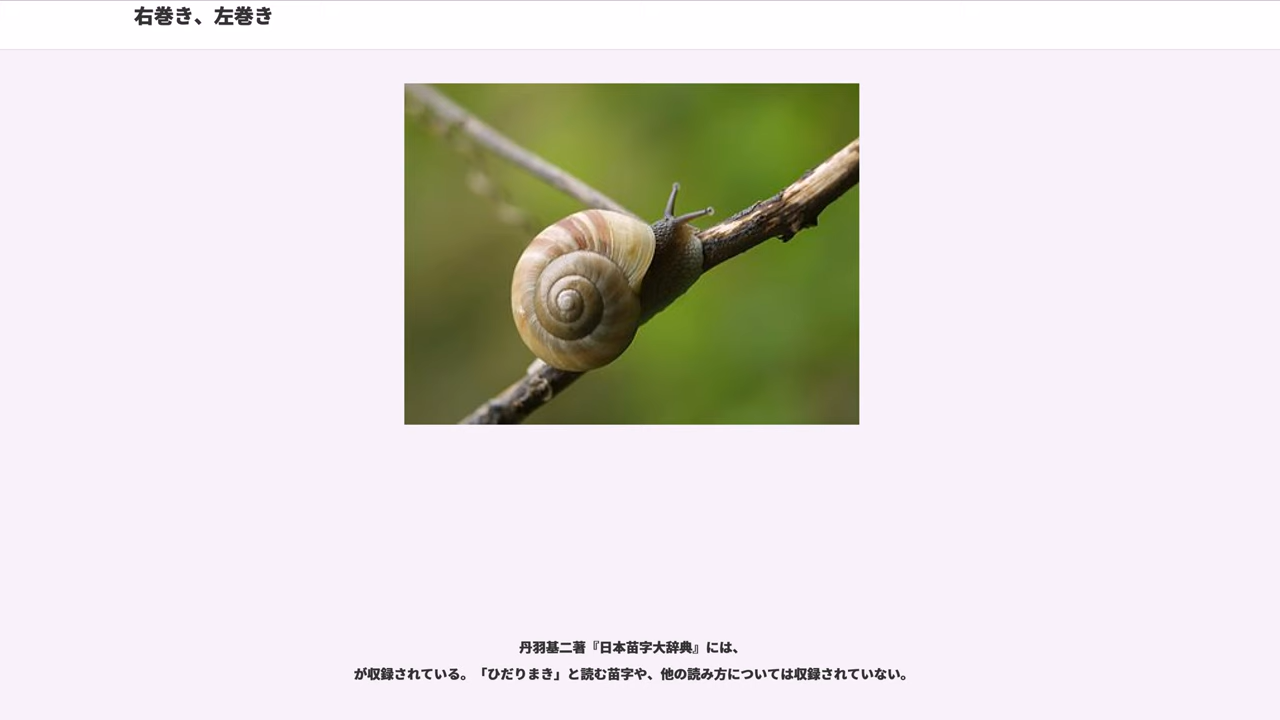 右巻き、左巻き
丹羽基二著『日本苗字大辞典』には、
が収録されている。「ひだりまき」と読む苗字や、他の読み方については収録されていない。